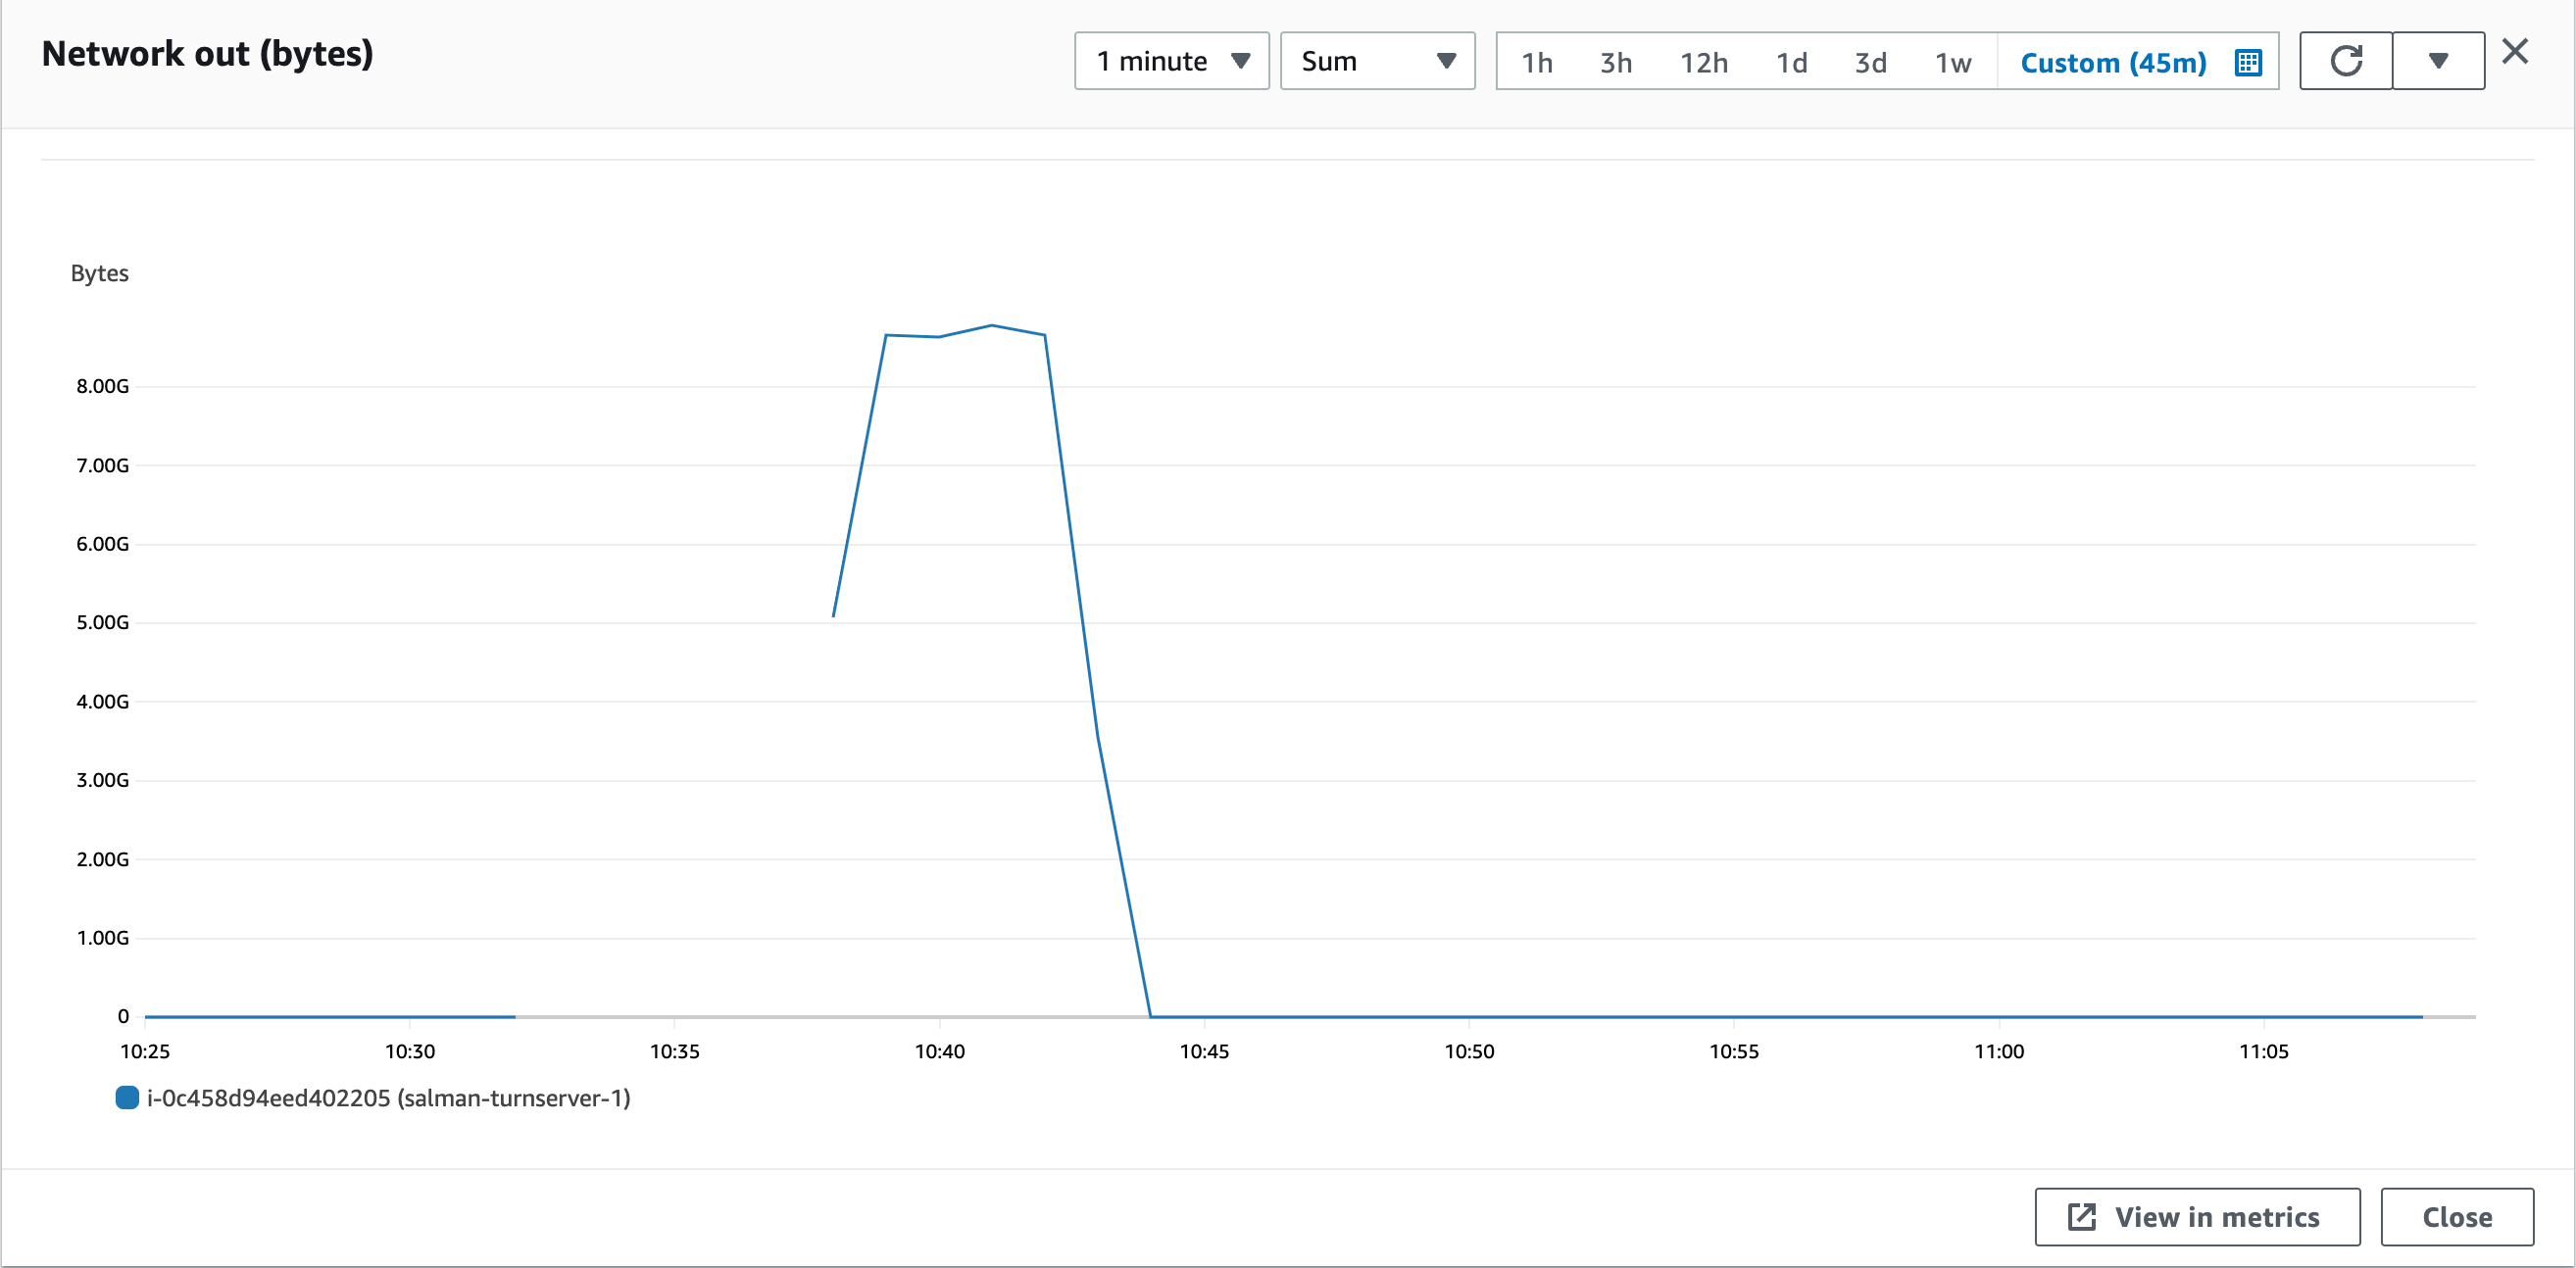 Network out (bytes)
1 minute
Sum
1h 3h 12h 1d 3d 1w Custom (45m)
Bytes
8.00G
7.00G
6.00G
5.00G
4.00G
3.00G
2.00G
1.00G
0
10:25 10:30 10:35 10:40 10:45 10:50 10:55 11:00 11:05
i-0c458d94eed402205 (salman-turnserver-1)
View in metrics
Close